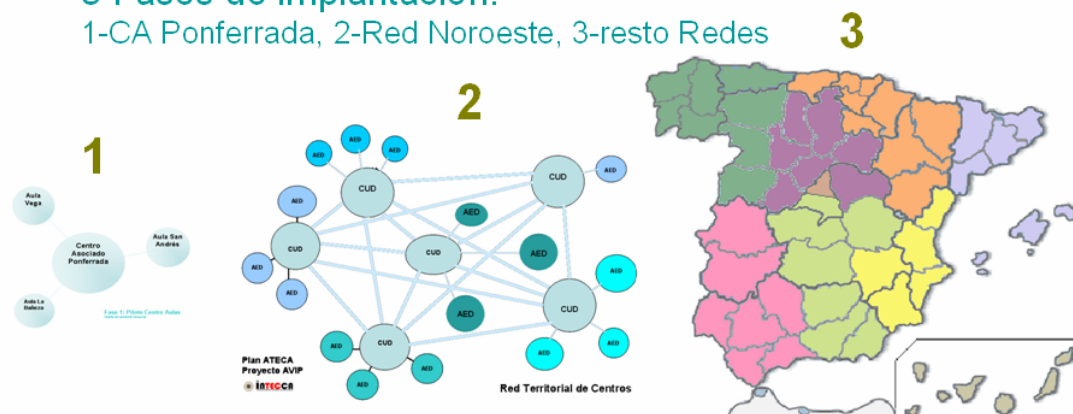 3 Fases de Implantación:
1-CA Ponferrada, 2-Red Noroeste, 3-resto Redes
1
2
3
Aula
Vega
Centro
Asociado
Ponferrada
Aula San
Andrés
Aula La
Bañeza
Fase 1: Piloto Centro Aulas
AED
AED
AED
CUD
CUD
AED
AED
AED
CUD
CUD
AED
AED
AED
AED
AED
CUD
AED
AED
CUD
AED
AED
AED
AED
Plan ATECA
Proyecto AVIP
iNTECCA
Red Territorial de Centros